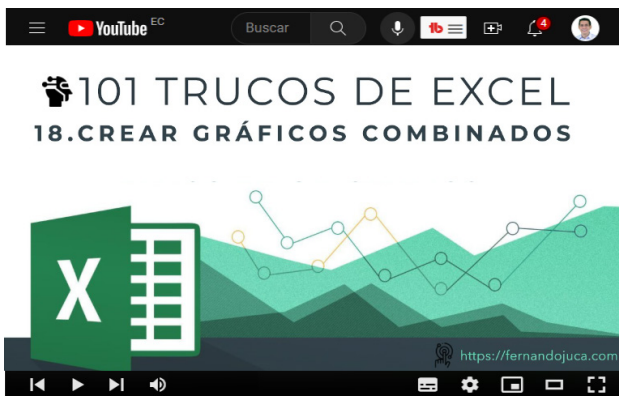 YouTube EC
Buscar
4
101 TRUCOS DE EXCEL
18.CREAR GRÁFICOS COMBINADOS
X
https://fernandojuca.com